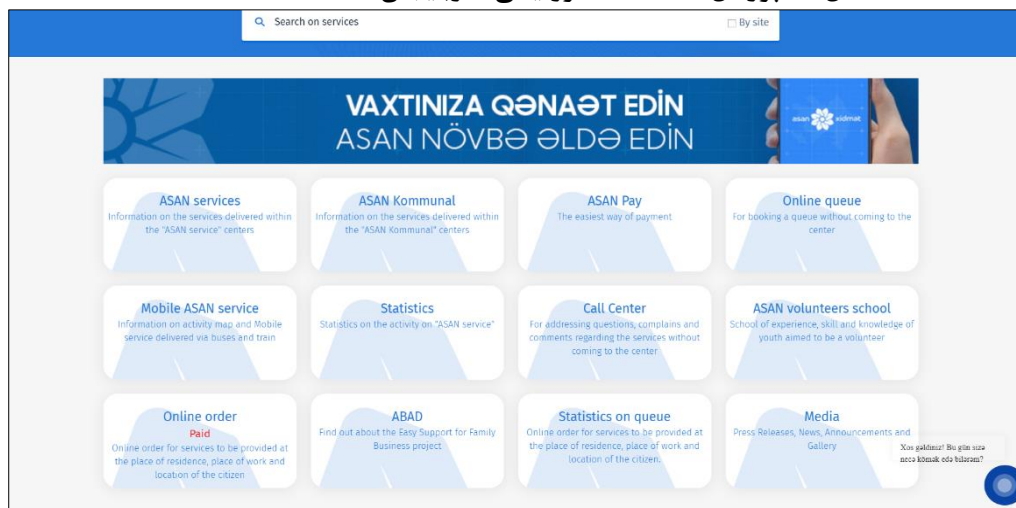 Search on services
By site
VAXTINIZA QƏNAƏT EDİN
ASAN NÖVBƏ ƏLDƏ EDİN
asan xidmət
ASAN services
Information on the services delivered within
the "ASAN service" centers
ASAN Kommunal
Information on the services delivered within
the "ASAN Kommunal" centers
ASAN Pay
The easiest way of payment
Online queue
For booking a queue without coming to the
center
Mobile ASAN service
Information on activity map and Mobile
service delivered via buses and train
Statistics
Statistics on the activity on "ASAN service"
Call Center
For addressing questions, complains and
comments regarding the services without
coming to the center
ASAN volunteers school
School of experience, skill and knowledge of
youth aimed to be a volunteer
Online order
Paid
Online order for services to be provided at
the place of residence, place of work and
location of the citizen
ABAD
Find out about the Easy Support for Family
Business project
Statistics on queue
Online order for services to be provided at
the place of residence, place of work and
location of the citizen.
Media
Press Releases, News, Announcements and
Gallery
Xoş gəldiniz! Bu gün sizə
necə kömək edə bilərəm?